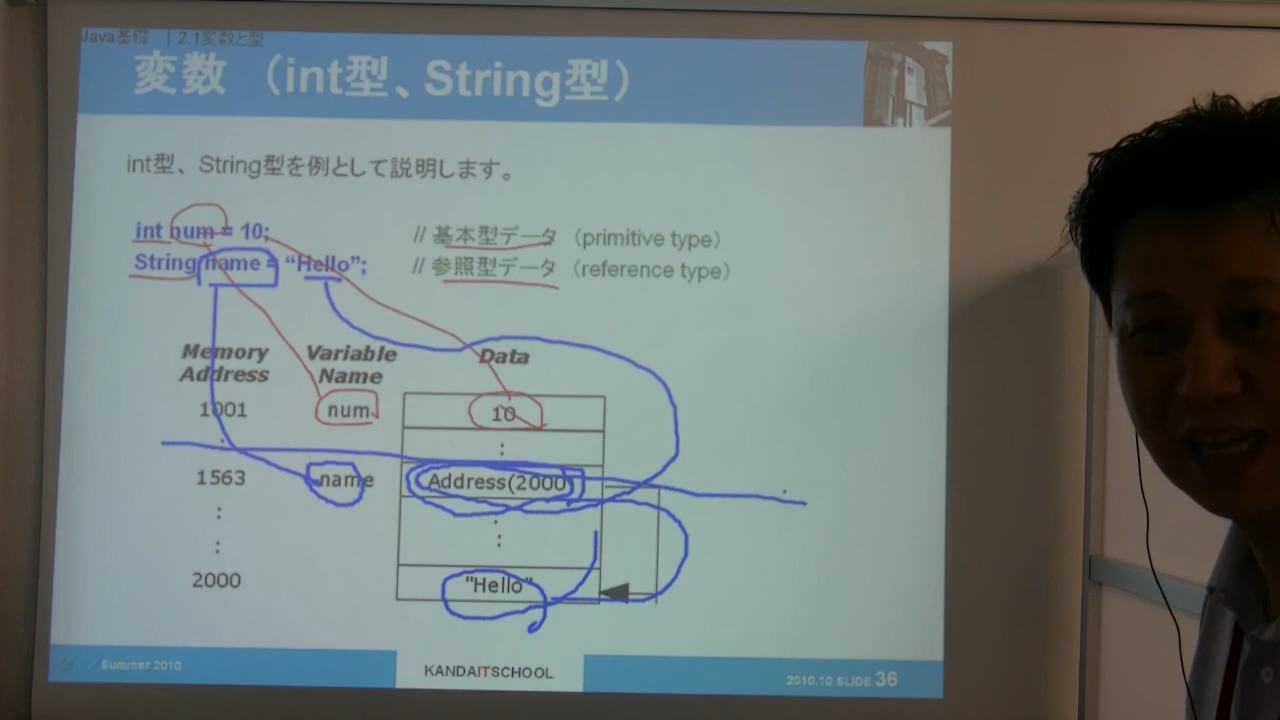 Java基礎 | 2.1変数と型
変数 （int型、String型）
int型、String型を例として説明します。
int num = 10; // 基本型データ（primitive type）
String name = “Hello”; // 参照型データ（reference type）
Memory Address Variable Name Data
1001 num 10
: :
1563 name Address(2000
: :
: :
2000 "Hello"
Summer 2010 KANDAITSCHOOL 2010.10 SLIDE 36